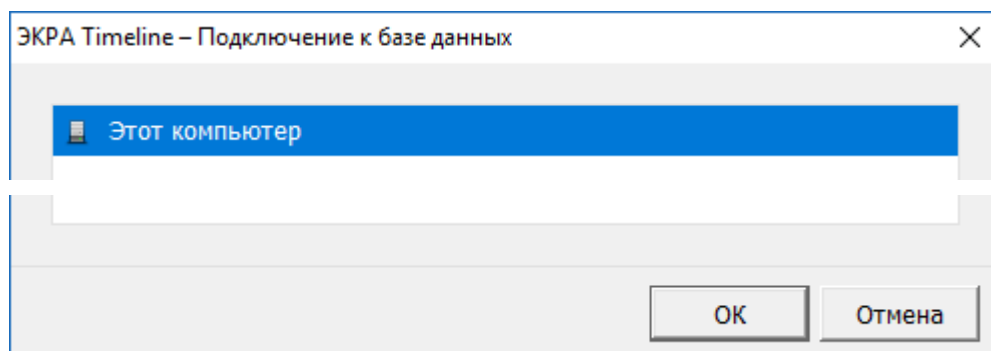 ЭКРА Timeline – Подключение к базе данных
Этот компьютер
ОК
Отмена